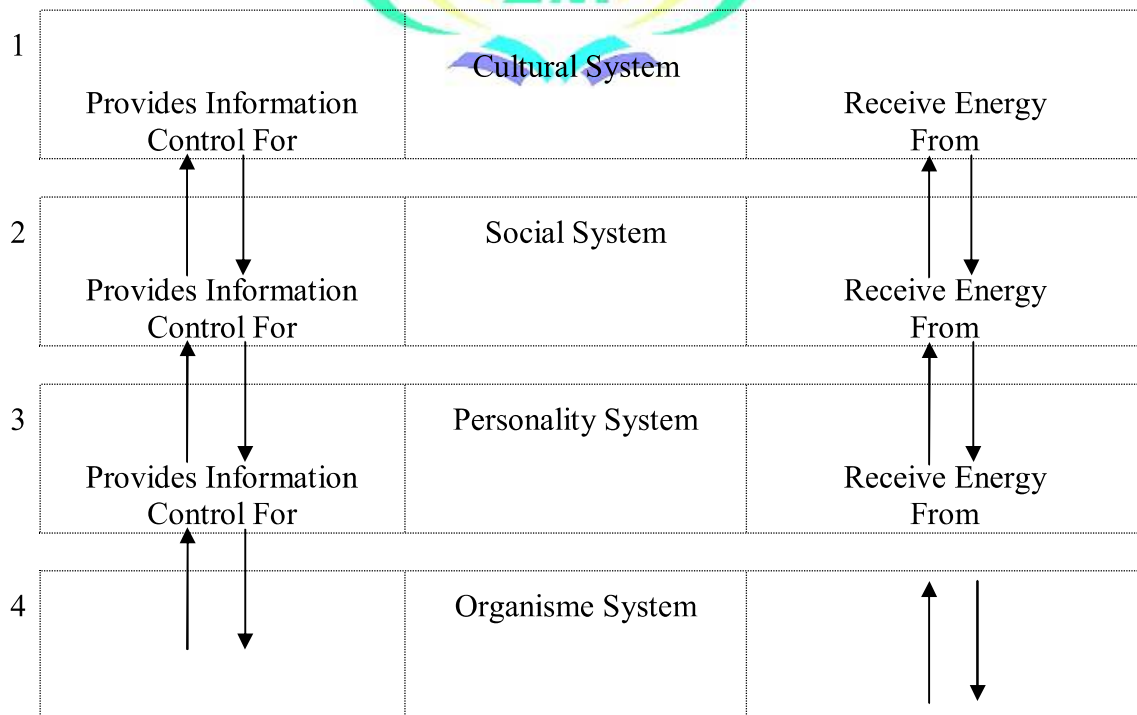 1
Cultural System
Provides Information
Control For
Receive Energy
From
2
Social System
Provides Information
Control For
Receive Energy
From
3
Personality System
Provides Information
Control For
Receive Energy
From
4
Organisme System